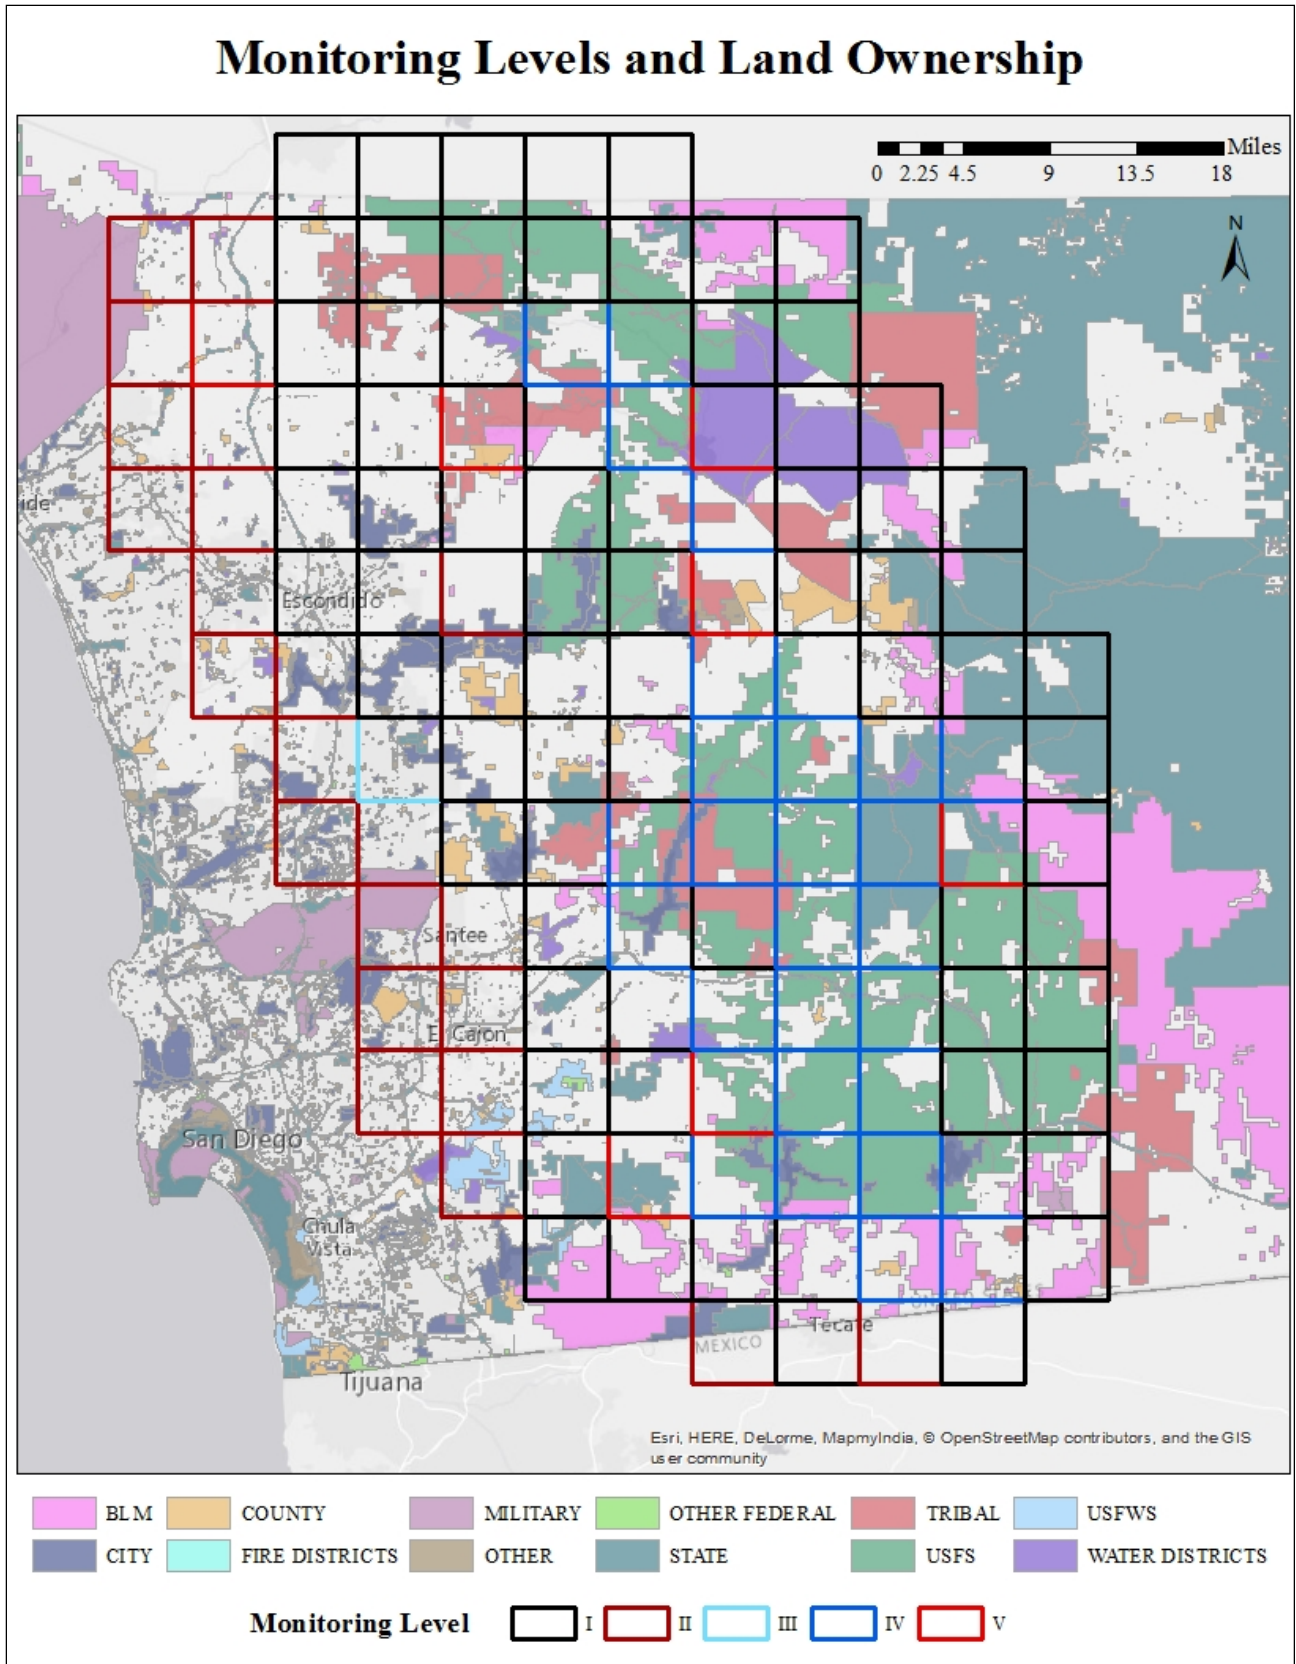 Monitoring Levels and Land Ownership
Miles
0 2.25 4.5 9 13.5 18
N
ide
Escondido
Santee
El Cajon
San Diego
Chula
Vista
Tecate
MEXICO
Tijuana
Esri, HERE, DeLorme, MapmyIndia, © OpenStreetMap contributors, and the GIS
user community
BLM COUNTY MILITARY OTHER FEDERAL TRIBAL USFWS
CITY FIRE DISTRICTS OTHER STATE USFS WATER DISTRICTS
Monitoring Level I II III IV V